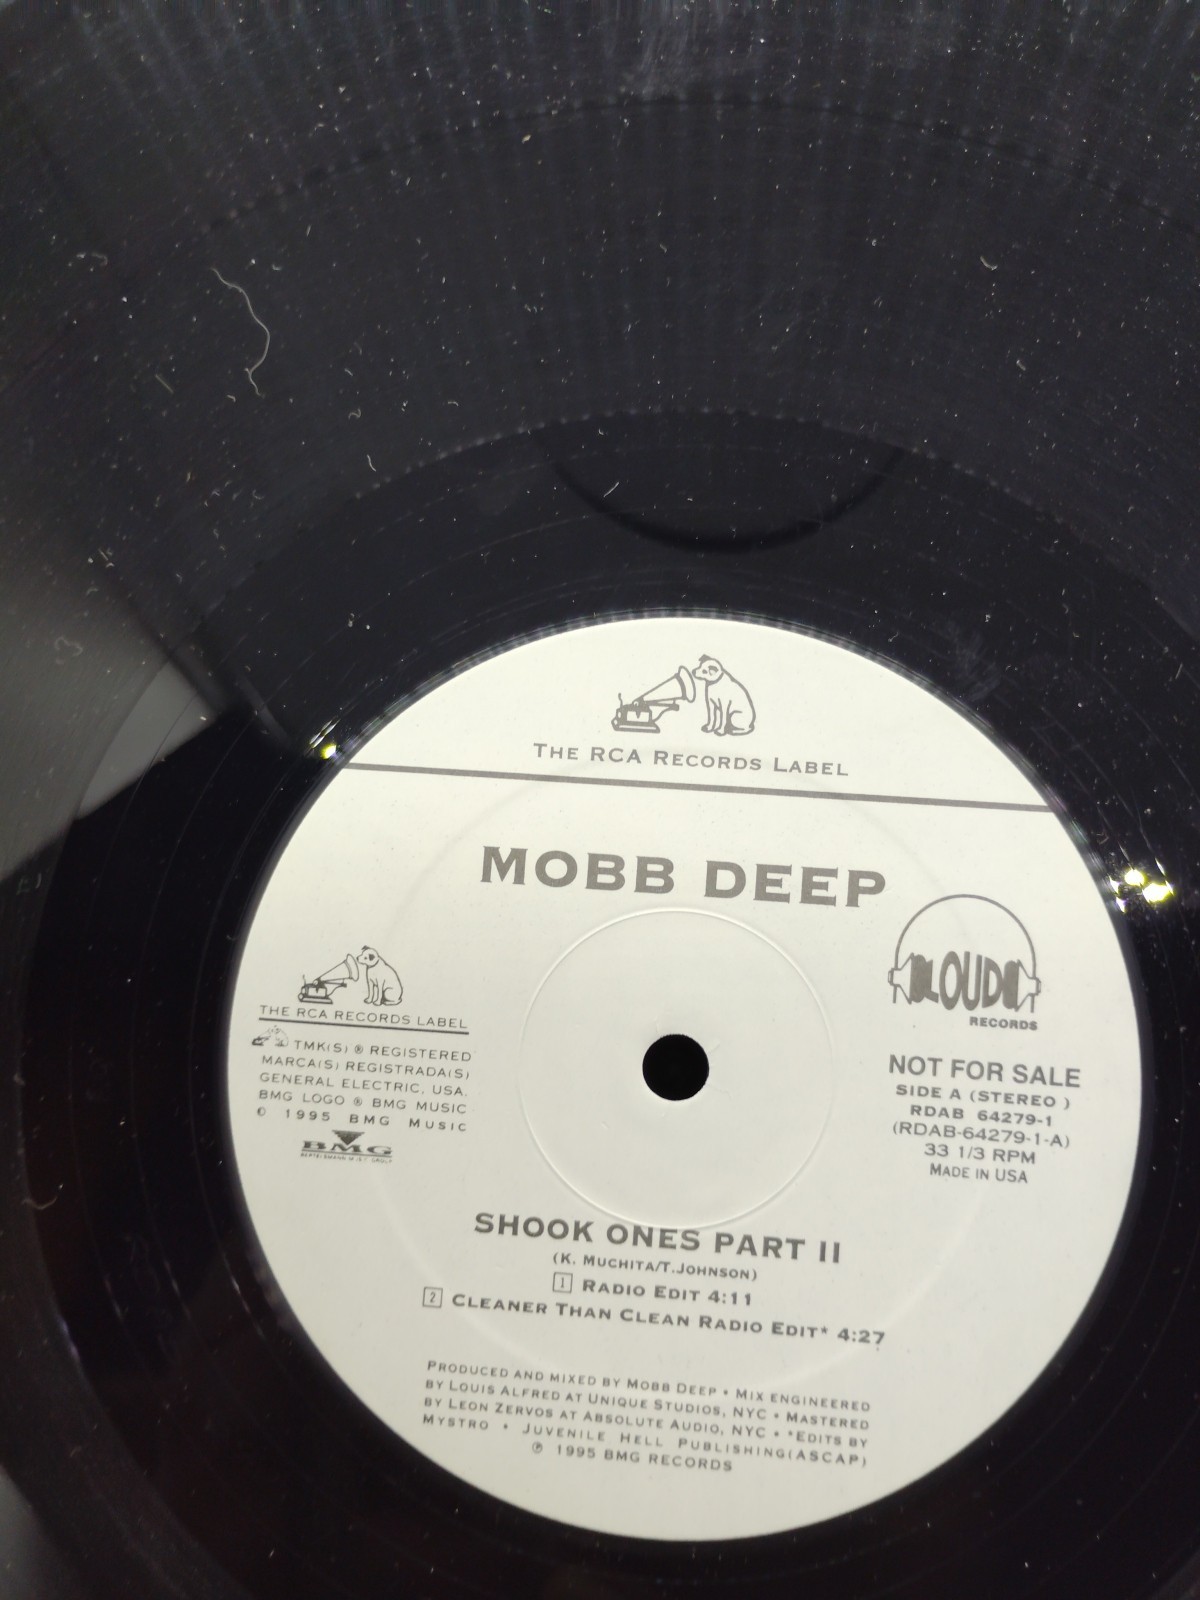 THE RCA RECORDS LABEL
MOBB DEEP
LOUD
RECORDS
THE RCA RECORDS LABEL
TMK(S) ® REGISTERED
MARCA(S) REGISTRADA(S)
GENERAL ELECTRIC, USA.
BMG LOGO ® BMG MUSIC
© 1995 BMG MUSIC
BMG
NOT FOR SALE
SIDE A (STEREO )
RDAB 64279-1
(RDAB-64279-1-A)
33 1/3 RPM
MADE IN USA
SHOOK ONES PART II
(K. MUCHITA/T.JOHNSON)
1 RADIO EDIT 4:11
2 CLEANER THAN CLEAN RADIO EDIT* 4:27
PRODUCED AND MIXED BY MOBB DEEP • MIX ENGINEERED
BY LOUIS ALFRED AT UNIQUE STUDIOS, NYC • MASTERED
BY LEON ZERVOS AT ABSOLUTE AUDIO, NYC • *EDITS BY
MYSTRO • JUVENILE HELL PUBLISHING(ASCAP)
℗ 1995 BMG RECORDS